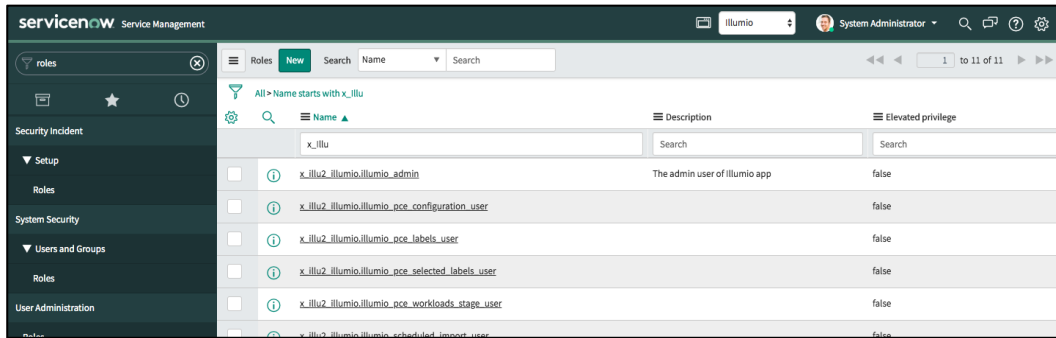 servicenow Service Management
Illumio
System Administrator
roles
Roles New Search Name Search
1 to 11 of 11
All > Name starts with x_Illu
Name Description Elevated privilege
x_Illu Search Search
Security Incident
Setup
Roles
System Security
Users and Groups
Roles
User Administration
Roles
x_illu2_illumio.illumio_admin The admin user of Illumio app false
x_illu2_illumio.illumio_pce_configuration_user false
x_illu2_illumio.illumio_pce_labels_user false
x_illu2_illumio.illumio_pce_selected_labels_user false
x_illu2_illumio.illumio_pce_workloads_stage_user false
x_illu2_illumio.illumio_scheduled_import_user false